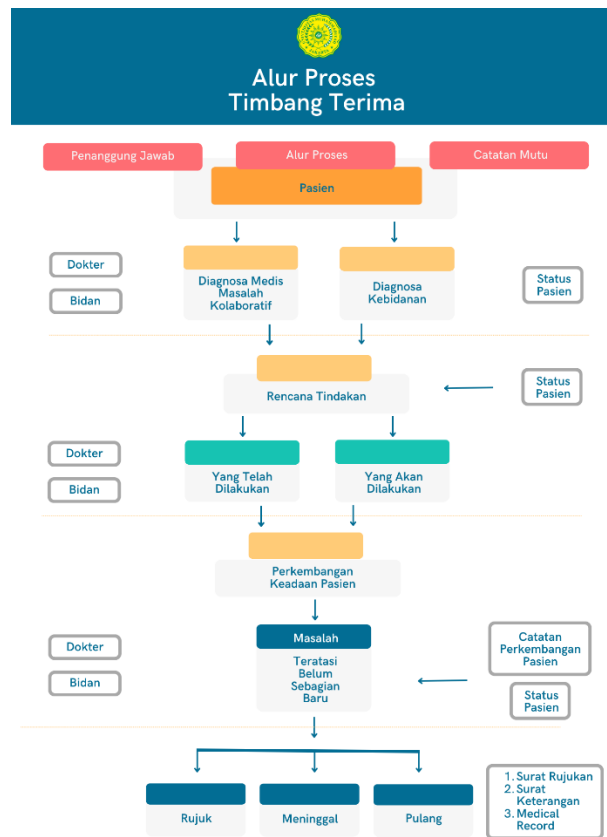 Alur Proses
Timbang Terima
Penanggung Jawab
Alur Proses
Catatan Mutu
Pasien
Dokter
Bidan
Diagnosa Medis
Masalah
Kolaboratif
Diagnosa
Kebidanan
Status
Pasien
Rencana Tindakan
Status
Pasien
Dokter
Bidan
Yang Telah
Dilakukan
Yang Akan
Dilakukan
Perkembangan
Keadaan Pasien
Dokter
Bidan
Masalah
Teratasi
Belum
Sebagian
Baru
Catatan
Perkembangan
Pasien
Status
Pasien
Rujuk
Meninggal
Pulang
1. Surat Rujukan
2. Surat
Keterangan
3. Medical
Record